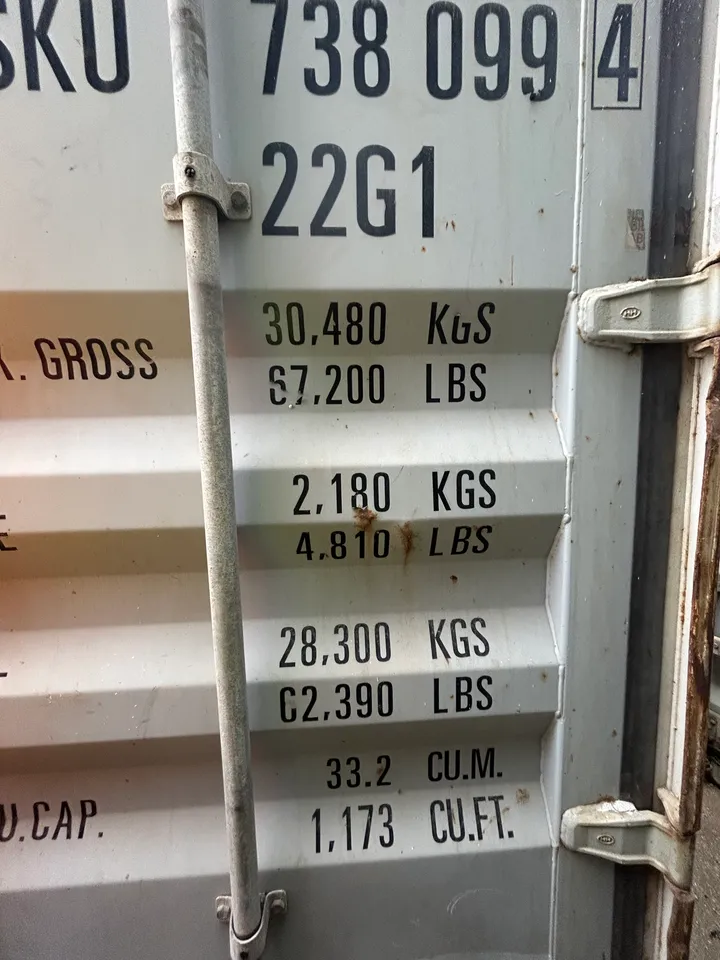 SKU 738 099 4
22G1
30,480 KGS
. GROSS
67,200 LBS
2,180 KGS
E 4,810 LBS
28,300 KGS
62,390 LBS
33.2 CU.M.
U.CAP.
1,173 CU.FT.